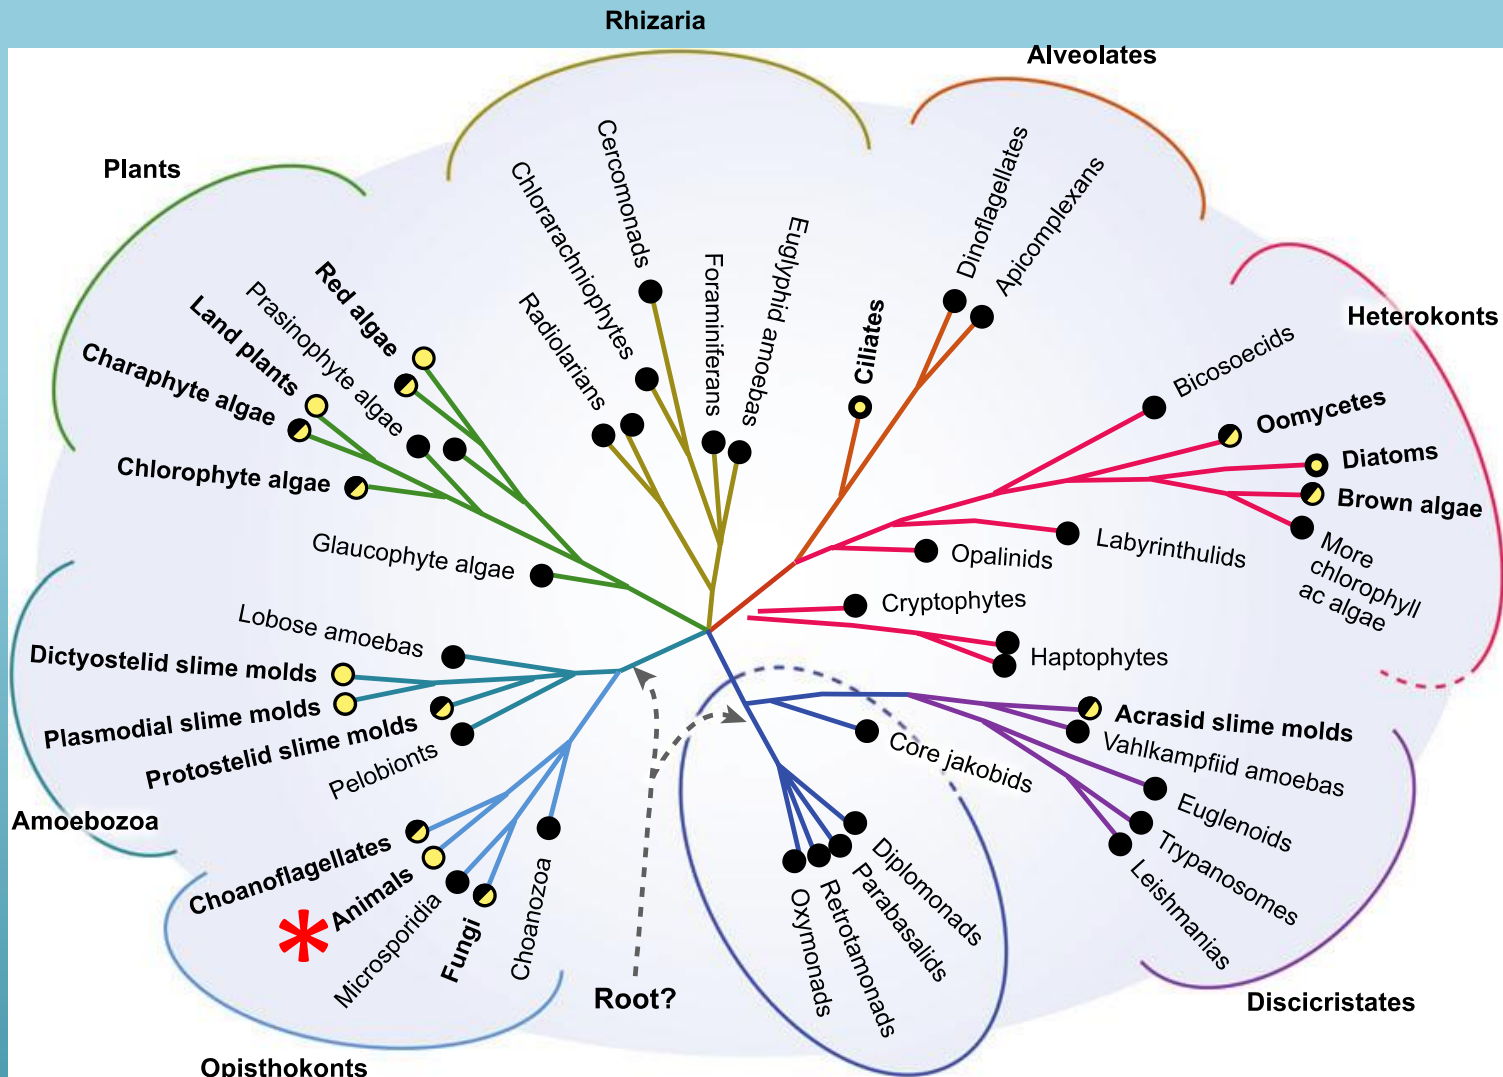 Rhizaria
Alveolates
Plants
Cercomonads
Chlorarachniophytes
Dinoflagellates
Apicomplexans
Euglyphid amoebas
Foraminiferans
Radiolarians
Red algae
Prasinophyte algae
Land plants
Charaphyte algae
Chlorophyte algae
Glaucophyte algae
Ciliates
Heterokonts
Bicosoecids
Oomycetes
Diatoms
Brown algae
More
chlorophyll
ac algae
Labyrinthulids
Opalinids
Cryptophytes
Haptophytes
Lobose amoebas
Dictyostelid slime molds
Plasmodial slime molds
Protostelid slime molds
Pelobionts
Amoebozoa
Acrasid slime molds
Vahlkampfiid amoebas
Core jakobids
Euglenoids
Trypanosomes
Leishmanias
Discicristates
Choanoflagellates
*Animals
Microsporidia
Fungi
Choanozoa
Diplomonads
Parabasalids
Retrotamonads
Oxymonads
Root?
Opisthokonts